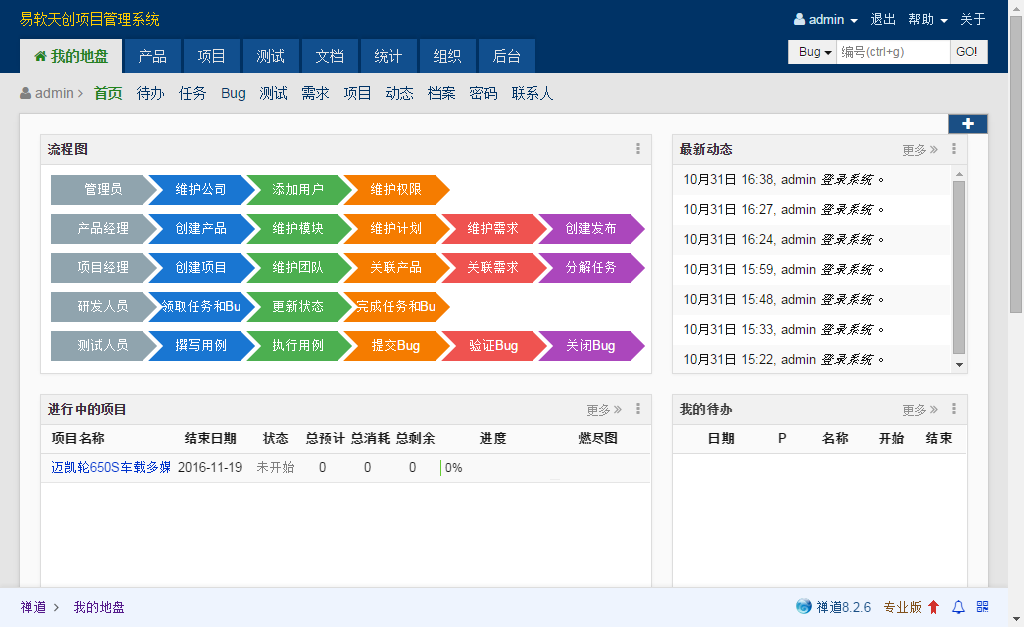 易软天创项目管理系统
admin 退出 帮助 关于
我的地盘 产品 项目 测试 文档 统计 组织 后台
Bug 编号(ctrl+g) GO!
admin 首页 待办 任务 Bug 测试 需求 项目 动态 档案 密码 联系人
流程图
管理员 维护公司 添加用户 维护权限
产品经理 创建产品 维护模块 维护计划 维护需求 创建发布
项目经理 创建项目 维护团队 关联产品 关联需求 分解任务
研发人员 领取任务和Bu 更新状态 完成任务和Bu
测试人员 撰写用例 执行用例 提交Bug 验证Bug 关闭Bug
最新动态 更多
10月31日 16:38, admin 登录系统 。
10月31日 16:27, admin 登录系统 。
10月31日 16:24, admin 登录系统 。
10月31日 15:59, admin 登录系统 。
10月31日 15:48, admin 登录系统 。
10月31日 15:33, admin 登录系统 。
10月31日 15:22, admin 登录系统 。
进行中的项目 更多
项目名称 结束日期 状态 总预计 总消耗 总剩余 进度 燃尽图
迈凯轮650S车载多媒 2016-11-19 未开始 0 0 0 0%
我的待办 更多
日期 P 名称 开始 结束
禅道 我的地盘
禅道8.2.6 专业版